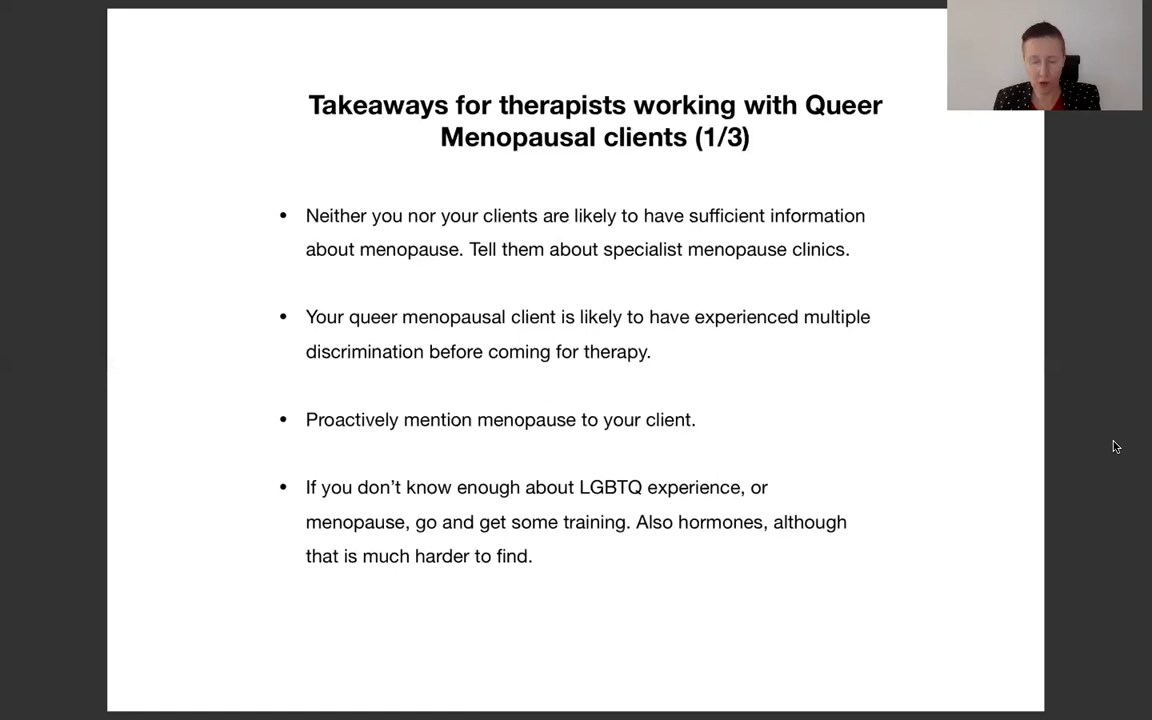 Takeaways for therapists working with Queer
Menopausal clients (1/3)
• Neither you nor your clients are likely to have sufficient information
about menopause. Tell them about specialist menopause clinics.
• Your queer menopausal client is likely to have experienced multiple
discrimination before coming for therapy.
• Proactively mention menopause to your client.
• If you don’t know enough about LGBTQ experience, or
menopause, go and get some training. Also hormones, although
that is much harder to find.